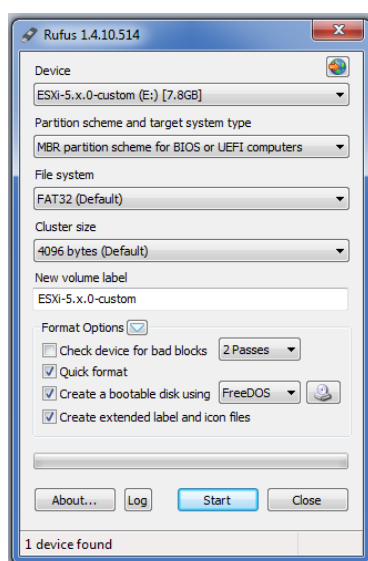 Rufus 1.4.10.514
Device
ESXi-5.x.0-custom (E:) [7.8GB]
Partition scheme and target system type
MBR partition scheme for BIOS or UEFI computers
File system
FAT32 (Default)
Cluster size
4096 bytes (Default)
New volume label
ESXi-5.x.0-custom
Format Options
Check device for bad blocks 2 Passes
Quick format
Create a bootable disk using FreeDOS
Create extended label and icon files
About... Log Start Close
1 device found